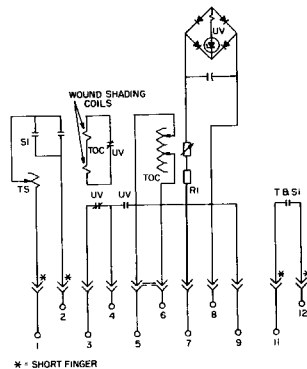 UV
WOUND SHADING
COILS
SI
TOC
UV
TS
TOC
RI
UV
UV
T & SI
*
*
*
*
1
2
3
4
5
6
7
8
9
11
12
* = SHORT FINGER